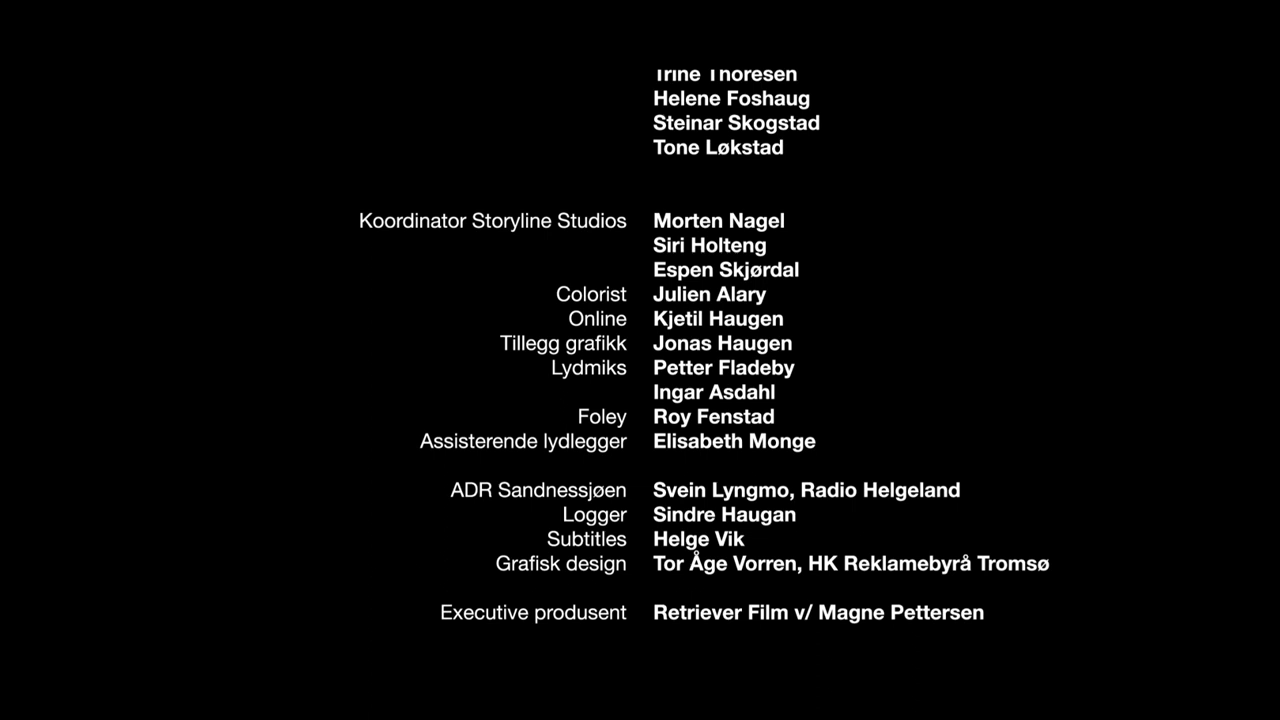 Trine Thoresen
Helene Foshaug
Steinar Skogstad
Tone Løkstad
Koordinator Storyline Studios Morten Nagel
Siri Holteng
Espen Skjørdal
Colorist Julien Alary
Online Kjetil Haugen
Tillegg grafikk Jonas Haugen
Lydmiks Petter Fladeby
Ingar Asdahl
Foley Roy Fenstad
Assisterende lydlegger Elisabeth Monge
ADR Sandnessjøen Svein Lyngmo, Radio Helgeland
Logger Sindre Haugan
Subtitles Helge Vik
Grafisk design Tor Åge Vorren, HK Reklamebyrå Tromsø
Executive produsent Retriever Film v/ Magne Pettersen